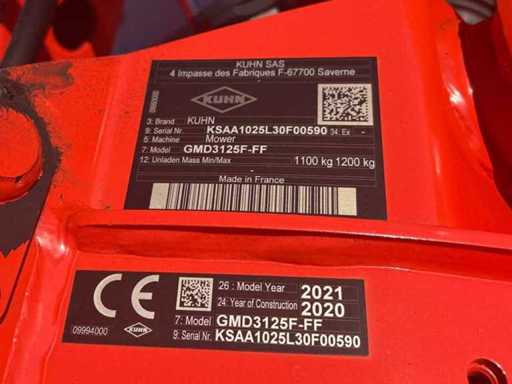 KUHN SAS
4 Impasse des Fabriques F-67700 Saverne
KUHN
3: Brand KUHN
9: Serial Nr. KSAA1025L30F00590 34: Ex -
5: Machine Mower
7: Model GMD3125F-FF
12: Unladen Mass Min/Max 1100 kg 1200 kg
Made in France
CE
26 : Model Year 2021
24: Year of Construction 2020
7: Model GMD3125F-FF
9: Serial Nr. KSAA1025L30F00590
09994000
KUHN